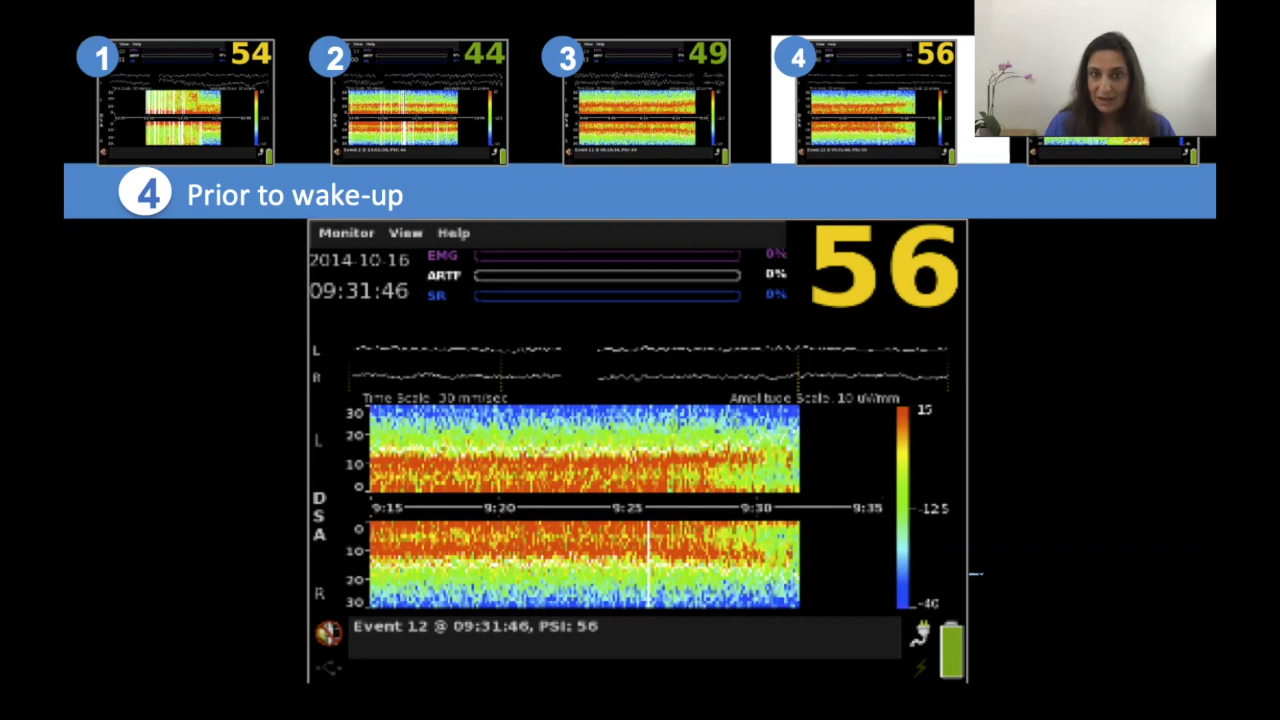 1
54
2
44
3
49
4
56
4 Prior to wake-up
Monitor View Help
56
2014-10-16
EMG
0%
ARTF
0%
09:31:46
SR
0%
L
R
Time Scale, 30 mm/sec
Amplitude Scale, 10 uV/mm
30
20
10
0
L
15
-12.5
-40
D
S
A
9:15
9:20
9:25
9:30
9:35
0
10
20
30
R
Event 12 @ 09:31:46, PSI: 56